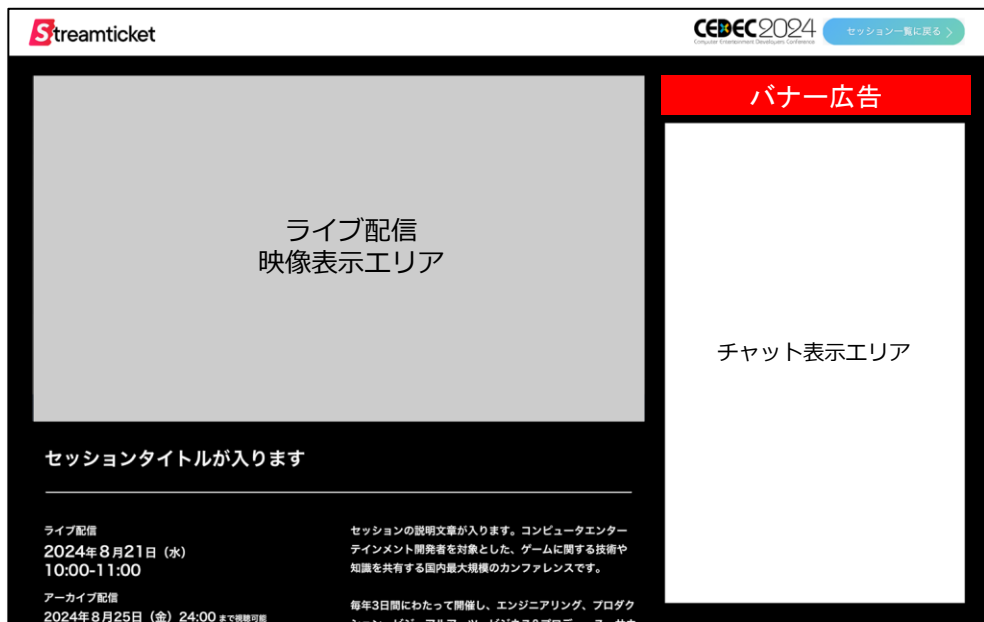 Streamticket
CEDEC2024
Computer Entertainment Developers Conference
セッション一覧に戻る
バナー広告
ライブ配信
映像表示エリア
チャット表示エリア
セッションタイトルが入ります
ライブ配信
2024年8月21日（水）
10:00-11:00
アーカイブ配信
2024年8月25日（金）24:00 まで視聴可能
セッションの説明文章が入ります。コンピュータエンター
テインメント開発者を対象とした、ゲームに関する技術や
知識を共有する国内最大規模のカンファレンスです。
毎年3日間にわたって開催し、エンジニアリング、プロダク